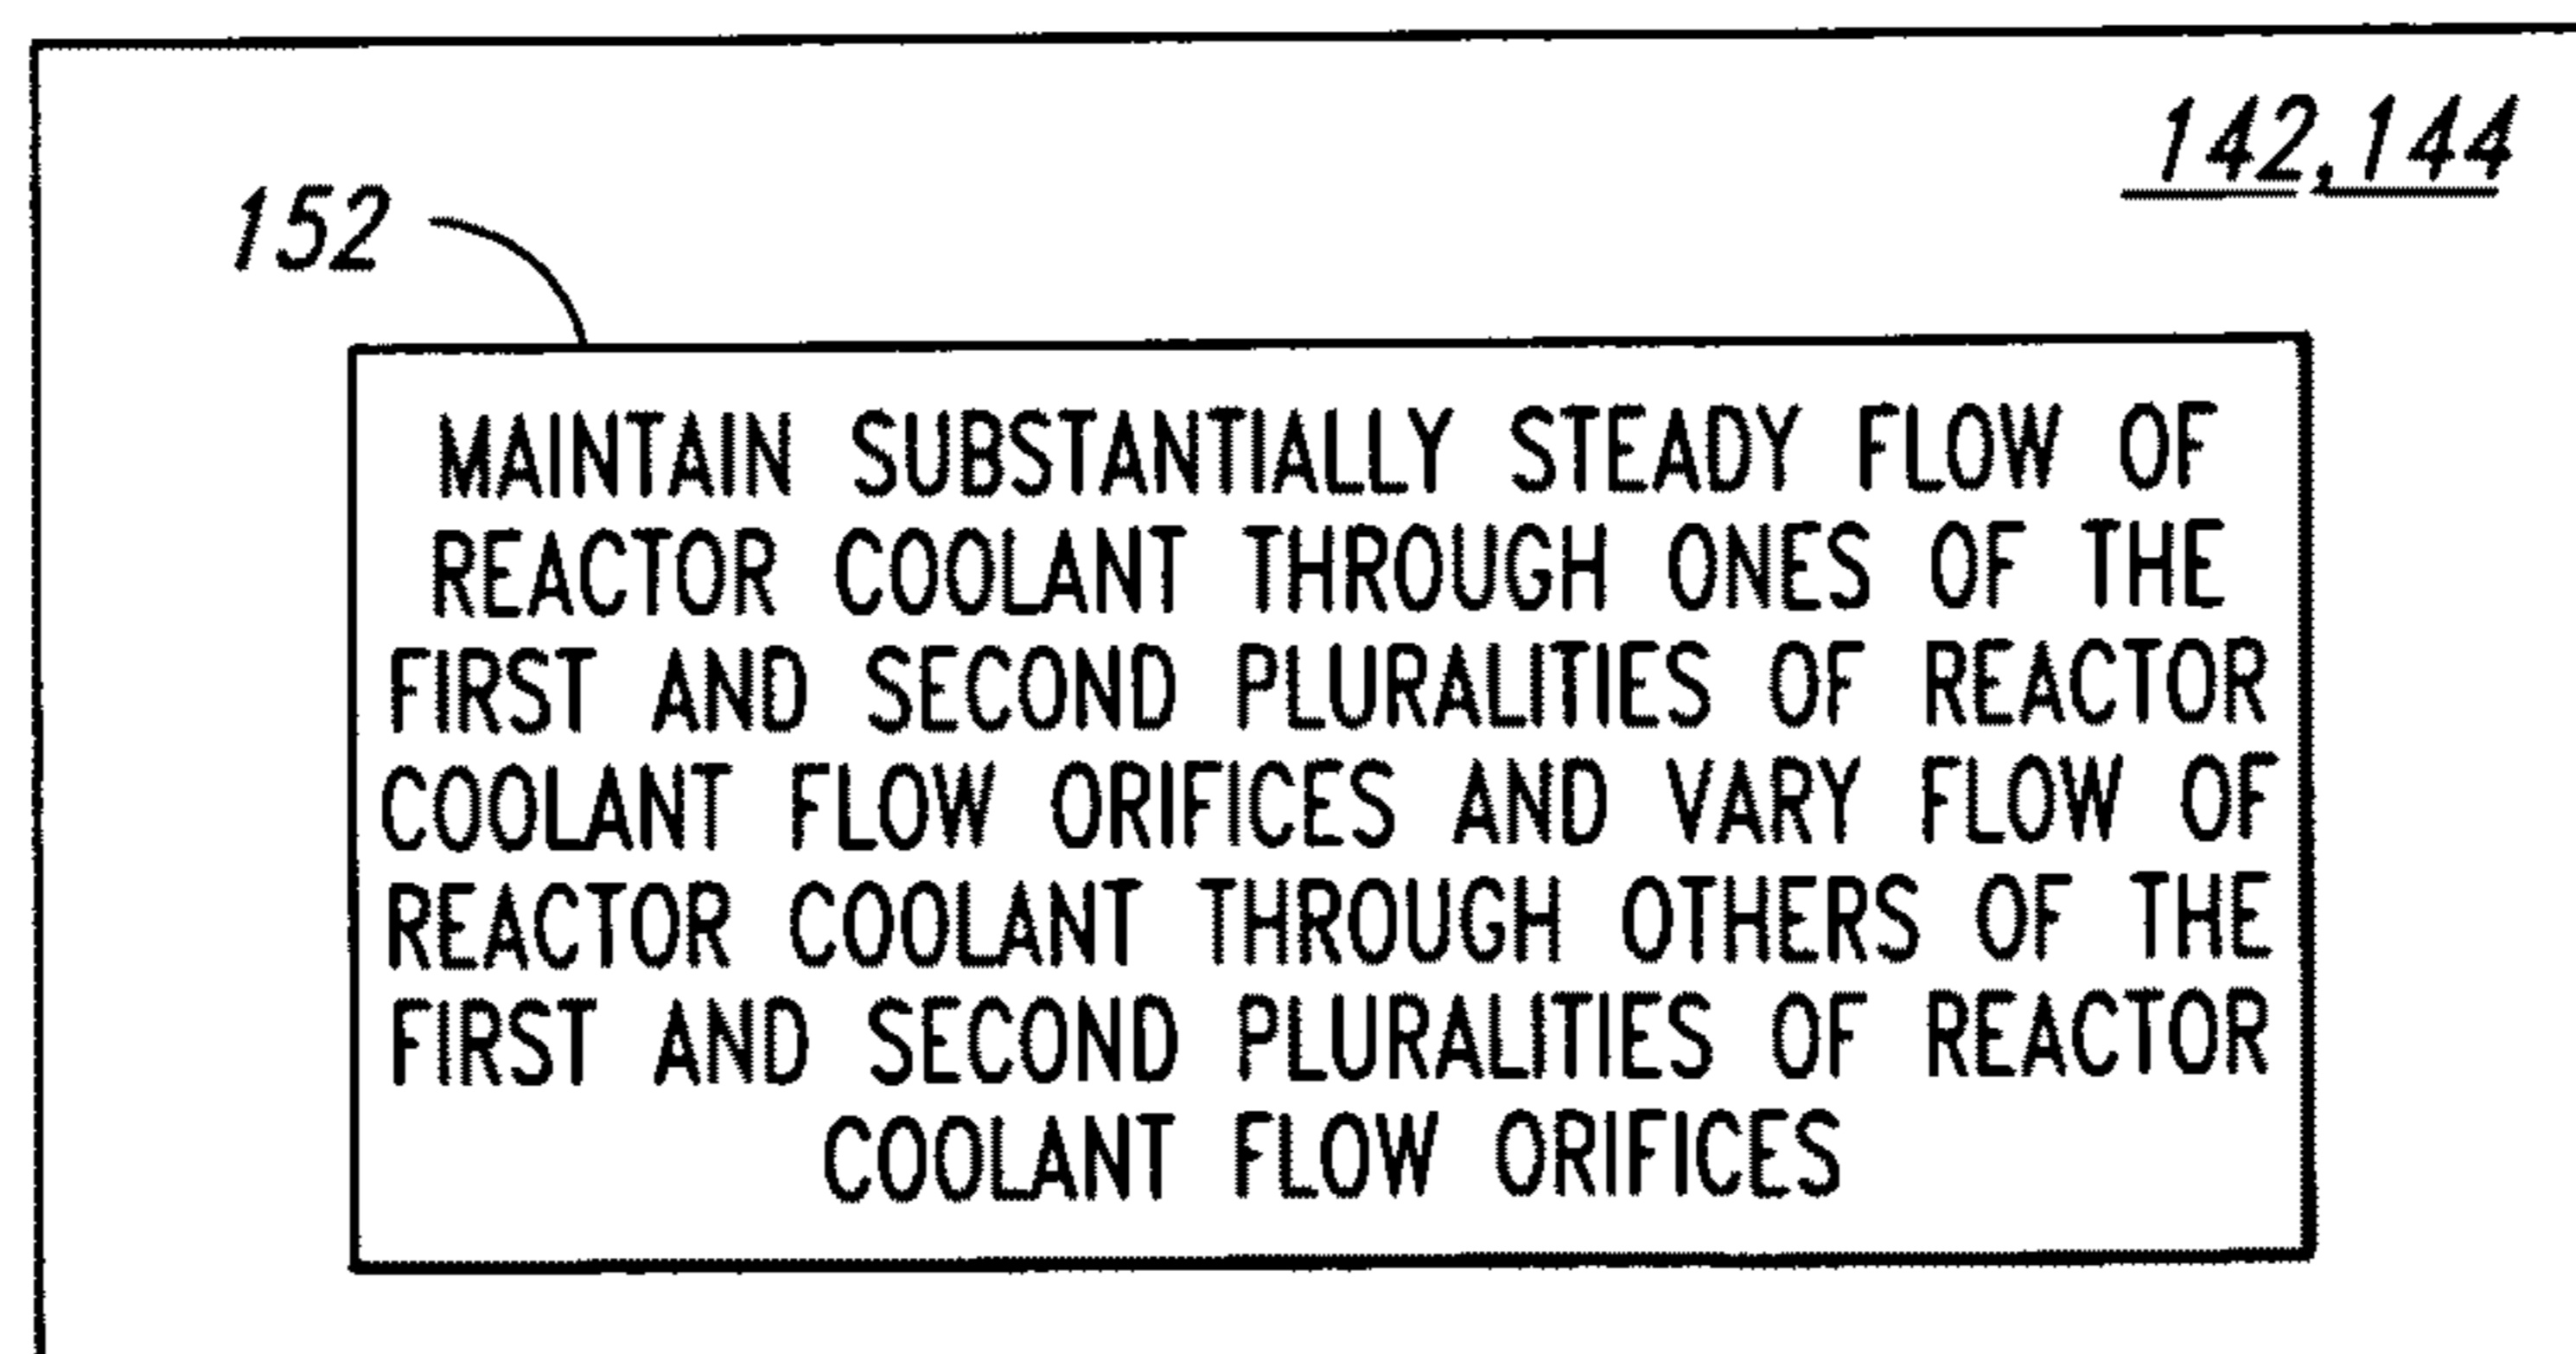 142,144
152
MAINTAIN SUBSTANTIALLY STEADY FLOW OF
REACTOR COOLANT THROUGH ONES OF THE
FIRST AND SECOND PLURALITIES OF REACTOR
COOLANT FLOW ORIFICES AND VARY FLOW OF
REACTOR COOLANT THROUGH OTHERS OF THE
FIRST AND SECOND PLURALITIES OF REACTOR
COOLANT FLOW ORIFICES